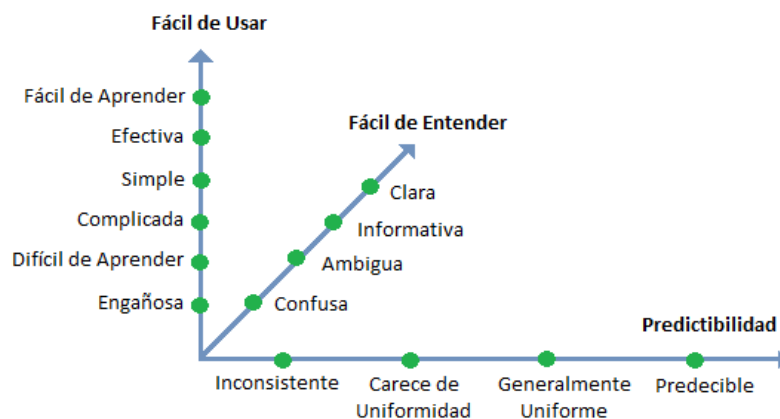 Fácil de Usar
Fácil de Aprender
Efectiva
Simple
Complicada
Difícil de Aprender
Engañosa
Fácil de Entender
Clara
Informativa
Ambigua
Confusa
Predictibilidad
Inconsistente
Carece de
Uniformidad
Generalmente
Uniforme
Predecible